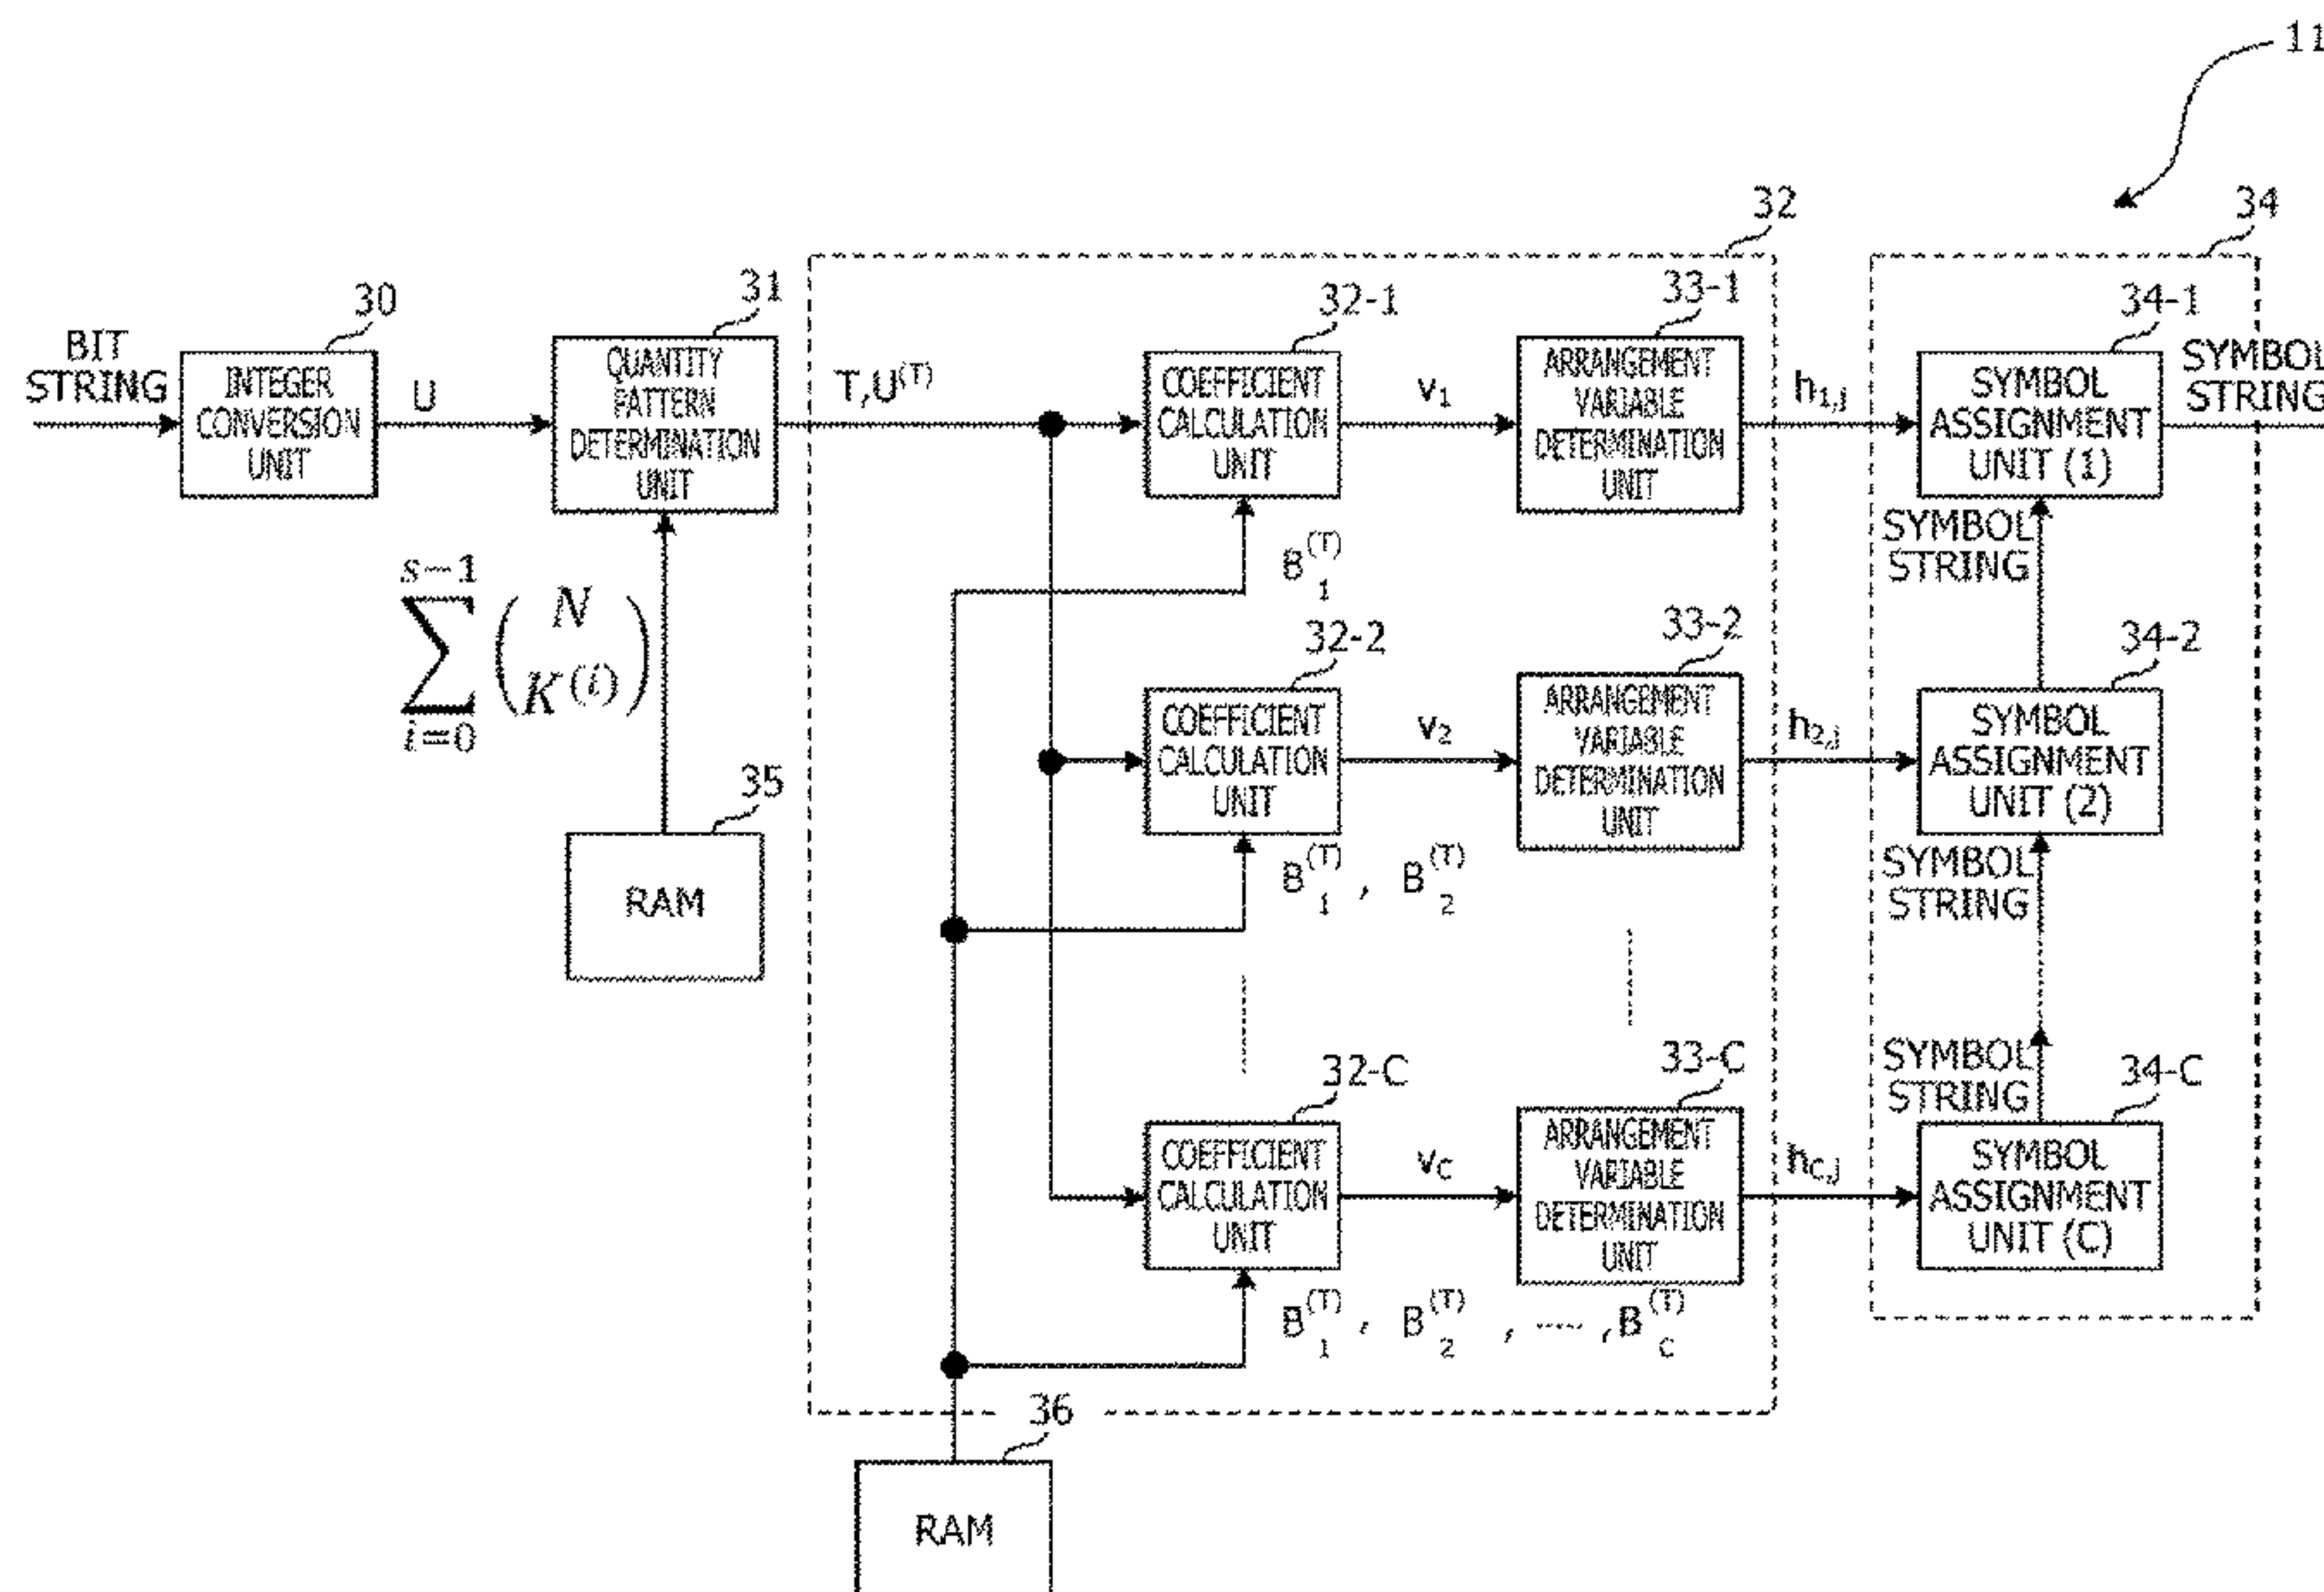 11
32
34
30
31
32-1
33-1
34-1
BIT
STRING
INTEGER
CONVERSION
UNIT
U
QUANTITY
PATTERN
DETERMINATION
UNIT
T,U^(T)
COEFFICIENT
CALCULATION
UNIT
v₁
ARRANGEMENT
VARIABLE
DETERMINATION
UNIT
h₁,j
SYMBOL
ASSIGNMENT
UNIT (1)
SYMBOL
STRING
B₁^(T)
SYMBOL
STRING
s−1
∑ (N K^(i))
i=0
32-2
33-2
34-2
COEFFICIENT
CALCULATION
UNIT
v₂
ARRANGEMENT
VARIABLE
DETERMINATION
UNIT
h₂,j
SYMBOL
ASSIGNMENT
UNIT (2)
35
RAM
B₁^(T) , B₂^(T)
SYMBOL
STRING
32-C
33-C
SYMBOL
STRING
34-C
COEFFICIENT
CALCULATION
UNIT
v_C
ARRANGEMENT
VARIABLE
DETERMINATION
UNIT
h_C,j
SYMBOL
ASSIGNMENT
UNIT (C)
B₁^(T) , B₂^(T) , ---- ,B_C^(T)
36
RAM